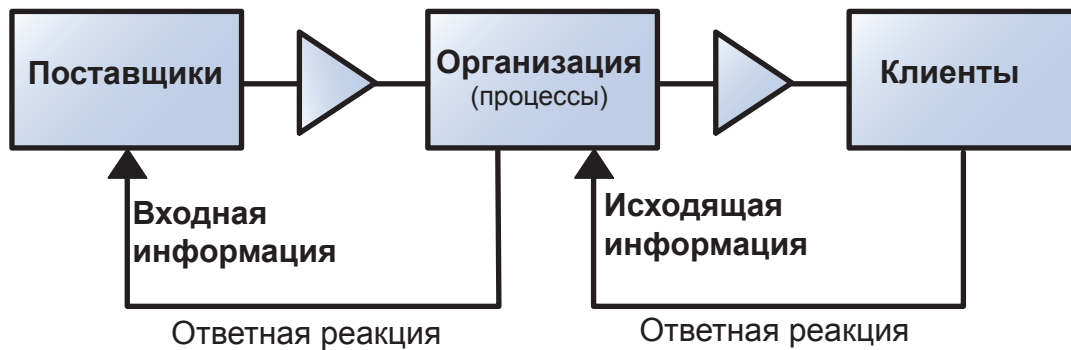 Поставщики
Организация
(процессы)
Клиенты
Входная
информация
Исходящая
информация
Ответная реакция
Ответная реакция